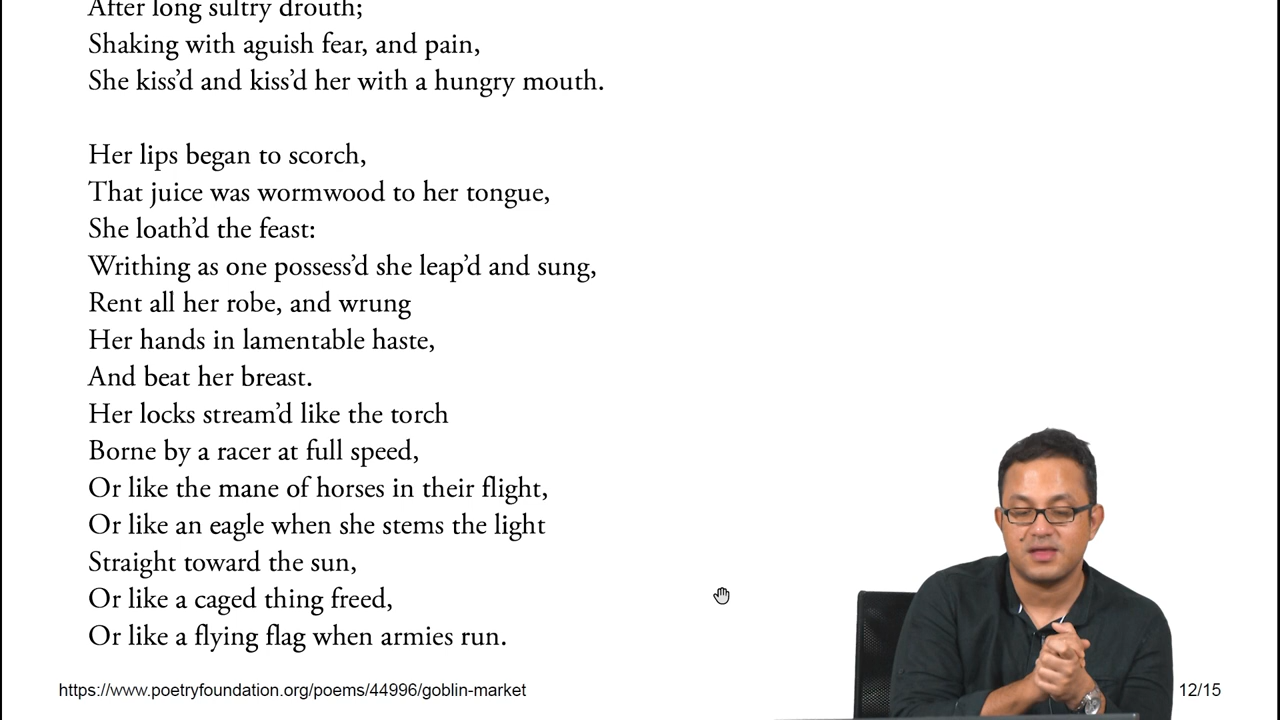 After long sultry drouth;
Shaking with aguish fear, and pain,
She kiss’d and kiss’d her with a hungry mouth.
Her lips began to scorch,
That juice was wormwood to her tongue,
She loath’d the feast:
Writhing as one possess’d she leap’d and sung,
Rent all her robe, and wrung
Her hands in lamentable haste,
And beat her breast.
Her locks stream’d like the torch
Borne by a racer at full speed,
Or like the mane of horses in their flight,
Or like an eagle when she stems the light
Straight toward the sun,
Or like a caged thing freed,
Or like a flying flag when armies run.
https://www.poetryfoundation.org/poems/44996/goblin-market
12/15